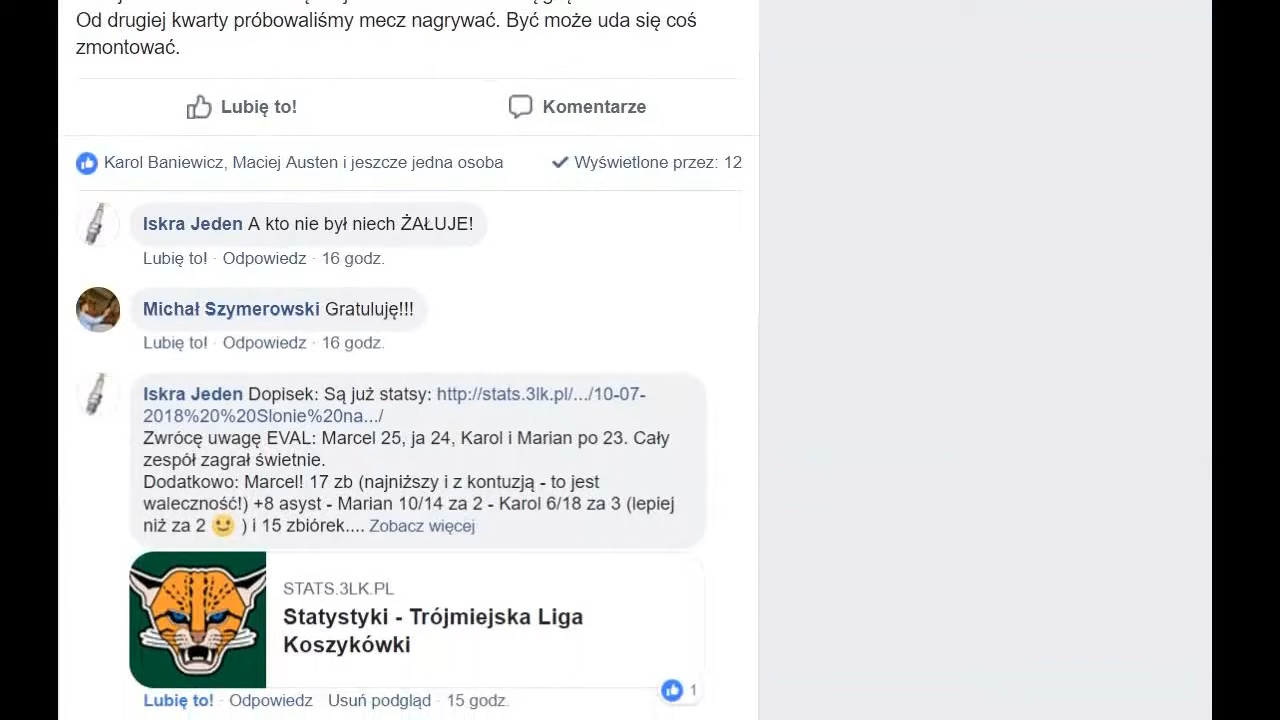 Od drugiej kwarty próbowaliśmy mecz nagrywać. Być może uda się coś
zmontować.
Lubię to! Komentarze
Karol Baniewicz, Maciej Austen i jeszcze jedna osoba Wyświetlone przez: 12
Iskra Jeden A kto nie był niech ŻAŁUJE!
Lubię to! · Odpowiedz · 16 godz.
Michał Szymerowski Gratuluję!!!
Lubię to! · Odpowiedz · 16 godz.
Iskra Jeden Dopisek: Są już statsy: http://stats.3lk.pl/.../10-07-
2018%20%20Slonie%20na.../
Zwrócę uwagę EVAL: Marcel 25, ja 24, Karol i Marian po 23. Cały
zespół zagrał świetnie.
Dodatkowo: Marcel! 17 zb (najniższy i z kontuzją - to jest
waleczność!) +8 asyst - Marian 10/14 za 2 - Karol 6/18 za 3 (lepiej
niż za 2 🙂 ) i 15 zbiórek.... Zobacz więcej
STATS.3LK.PL
Statystyki - Trójmiejska Liga
Koszykówki
1
Lubię to! · Odpowiedz · Usuń podgląd · 15 godz.